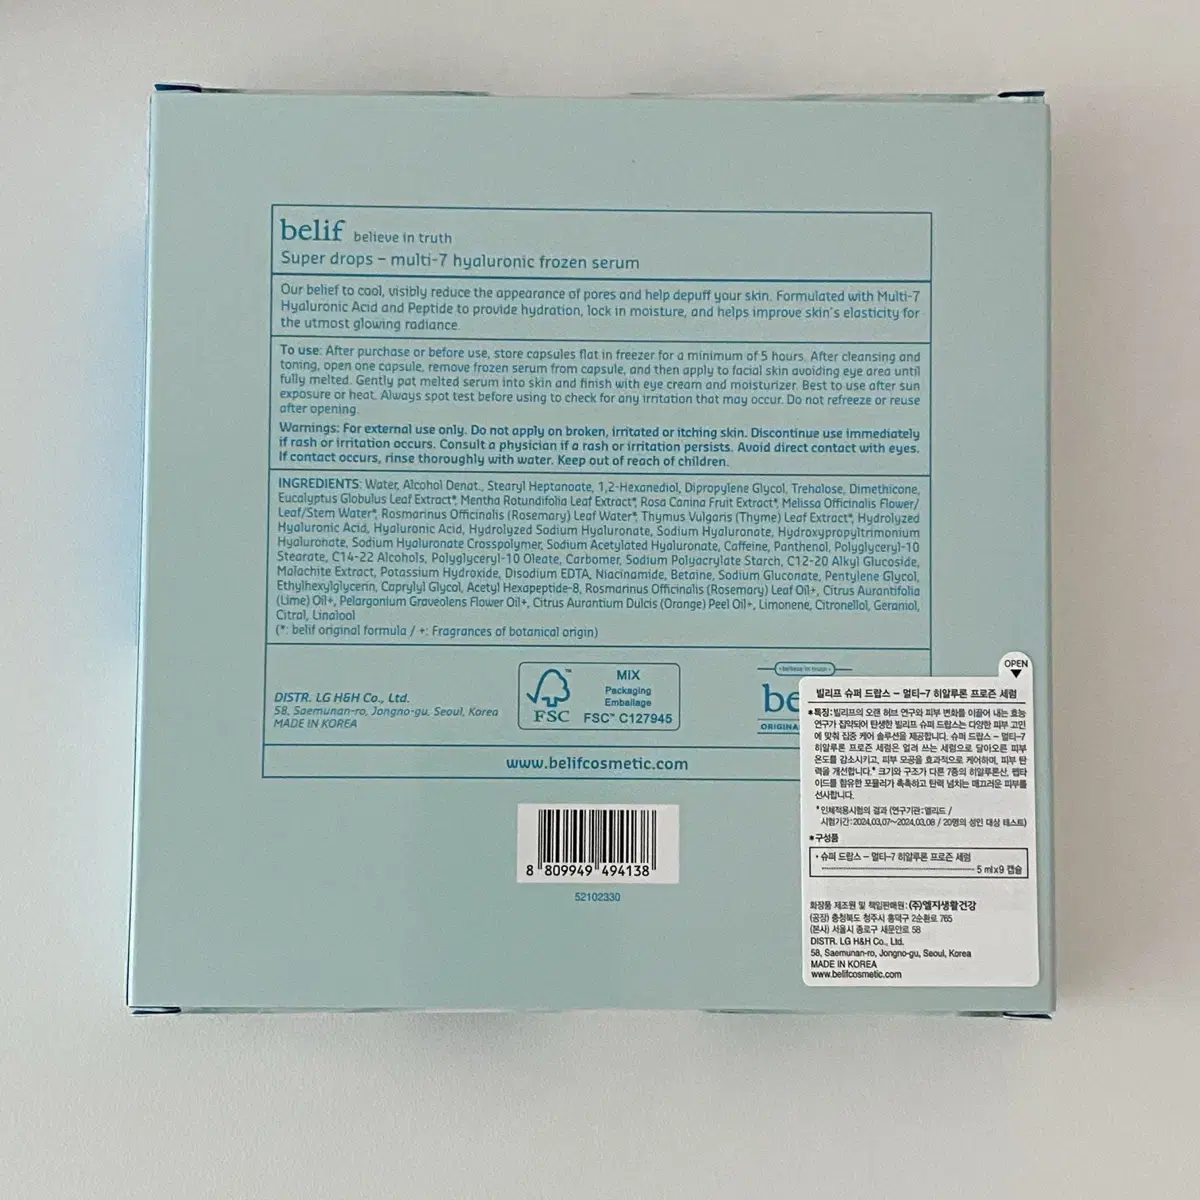 belif believe in truth
Super drops – multi-7 hyaluronic frozen serum
Our belief to cool, visibly reduce the appearance of pores and help depuff your skin. Formulated with Multi-7
Hyaluronic Acid and Peptide to provide hydration, lock in moisture, and helps improve skin's elasticity for
the utmost glowing radiance.
To use: After purchase or before use, store capsules flat in freezer for a minimum of 5 hours. After cleansing and
toning, open one capsule, remove frozen serum from capsule, and then apply to facial skin avoiding eye area until
fully melted. Gently pat melted serum into skin and finish with eye cream and moisturizer. Best to use after sun
exposure or heat. Always spot test before using to check for any irritation that may occur. Do not refreeze or reuse
after opening.
Warnings: For external use only. Do not apply on broken, irritated or itching skin. Discontinue use immediately
if rash or irritation occurs. Consult a physician if a rash or irritation persists. Avoid direct contact with eyes.
If contact occurs, rinse thoroughly with water. Keep out of reach of children.
INGREDIENTS: Water, Alcohol Denat., Stearyl Heptanoate, 1,2-Hexanediol, Dipropylene Glycol, Trehalose, Dimethicone,
Eucalyptus Globulus Leaf Extract*, Mentha Rotundifolia Leaf Extract*, Rosa Canina Fruit Extract*, Melissa Officinalis Flower/
Leaf/Stem Water*, Rosmarinus Officinalis (Rosemary) Leaf Water*, Thymus Vulgaris (Thyme) Leaf Extract*, Hydrolyzed
Hyaluronic Acid, Hyaluronic Acid, Hydrolyzed Sodium Hyaluronate, Sodium Hyaluronate, Hydroxypropyltrimonium
Hyaluronate, Sodium Hyaluronate Crosspolymer, Sodium Acetylated Hyaluronate, Caffeine, Panthenol, Polyglyceryl-10
Stearate, C14-22 Alcohols, Polyglyceryl-10 Oleate, Carbomer, Sodium Polyacrylate Starch, C12-20 Alkyl Glucoside,
Malachite Extract, Potassium Hydroxide, Disodium EDTA, Niacinamide, Betaine, Sodium Gluconate, Pentylene Glycol,
Ethylhexylglycerin, Caprylyl Glycol, Acetyl Hexapeptide-8, Rosmarinus Officinalis (Rosemary) Leaf Oil+, Citrus Aurantifolia
(Lime) Oil+, Pelargonium Graveolens Flower Oil+, Citrus Aurantium Dulcis (Orange) Peel Oil+, Limonene, Citronellol, Geraniol,
Citral, Linalool
(*: belif original formula / +: Fragrances of botanical origin)
DISTR. LG H&H Co., Ltd.
58, Saemunan-ro, Jongno-gu, Seoul, Korea
MADE IN KOREA
FSC
MIX
Packaging
Emballage
FSC™ C127945
believe in truth
be
ORIGINA
www.belifcosmetic.com
8 809949 494138
52102330
OPEN
빌리프 슈퍼 드랍스 – 멀티-7 히알루론 프로즌 세럼
*특징:빌리프의 오랜 허브 연구와 피부 변화를 이끌어 내는 효능
연구가 집약되어 탄생한 빌리프 슈퍼 드랍스는 다양한 피부 고민
에 맞춰 집중 케어 솔루션을 제공합니다. 슈퍼 드랍스 – 멀티-7
히알루론 프로즌 세럼은 얼려 쓰는 세럼으로 달아오른 피부
온도를 감소시키고, 피부 모공을 효과적으로 케어하며, 피부 탄
력을 개선합니다.* 크기와 구조가 다른 7종의 히알루론산, 펩타
이드를 함유한 포뮬러가 촉촉하고 탄력 넘치는 매끄러운 피부를
선사합니다.
*인체적용시험의 결과 (연구기관:엘리드 /
시험기간:2024.03.07~2024.03.08 / 20명의 성인 대상 테스트)
*구성품
• 슈퍼 드랍스 – 멀티-7 히알루론 프로즌 세럼
5 mlx9 캡슐
화장품 제조원 및 책임판매원 : (주)엘지생활건강
(공장) 충청북도 청주시 흥덕구 2순환로 765
(본사) 서울시 종로구 새문안로 58
DISTR. LG H&H Co., Ltd.
58, Saemunan-ro, Jongno-gu, Seoul, Korea
MADE IN KOREA
www.belifcosmetic.com